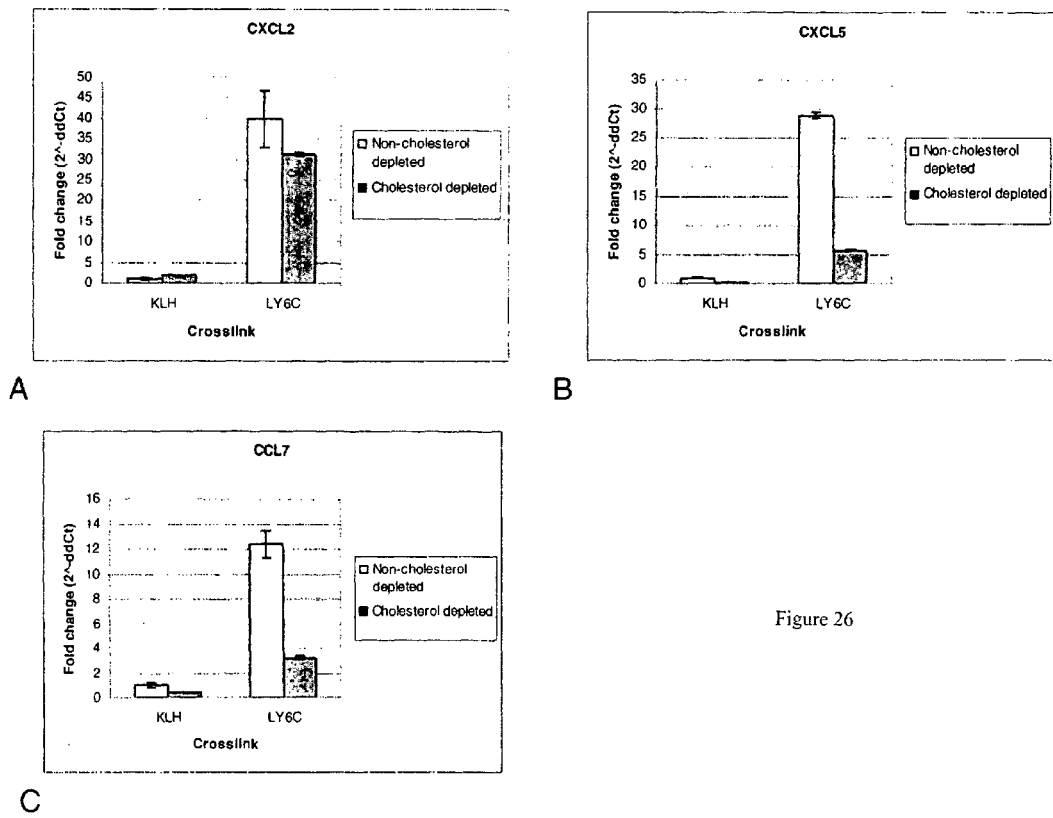 CXCL2
Fold change (2^-ddCt)
50
45
40
35
30
25
20
15
10
5
0
KLH
LY6C
Crosslink
Non-cholesterol
depleted
Cholesterol depleted
A
CXCL5
Fold change (2^-ddCt)
35
30
25
20
15
10
5
0
KLH
LY6C
Crosslink
Non-cholesterol
depleted
Cholesterol depleted
B
CCL7
Fold change (2^-ddCt)
16
14
12
10
8
6
4
2
0
KLH
LY6C
Crosslink
Non-cholesterol
depleted
Cholesterol depleted
C
Figure 26